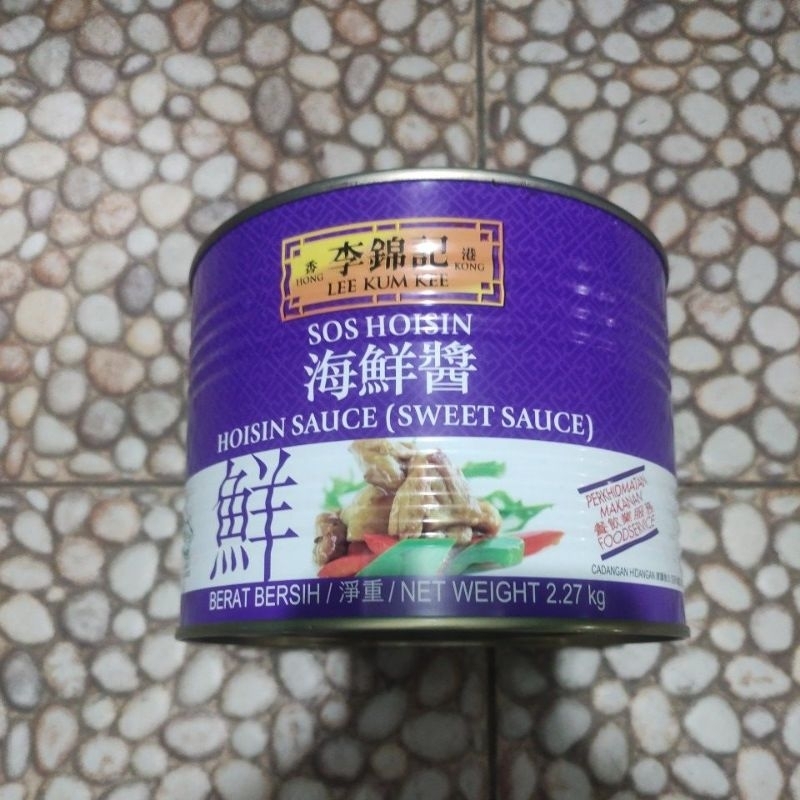 香 李錦記 港
HONG KONG
LEE KUM KEE
SOS HOISIN
海鮮醬
HOISIN SAUCE (SWEET SAUCE)
鮮
PERKHIDMATAN
MAKANAN
餐飲業服務
FOODSERVICE
CADANGAN HIDANGAN
BERAT BERSIH / 淨重 / NET WEIGHT 2.27 kg